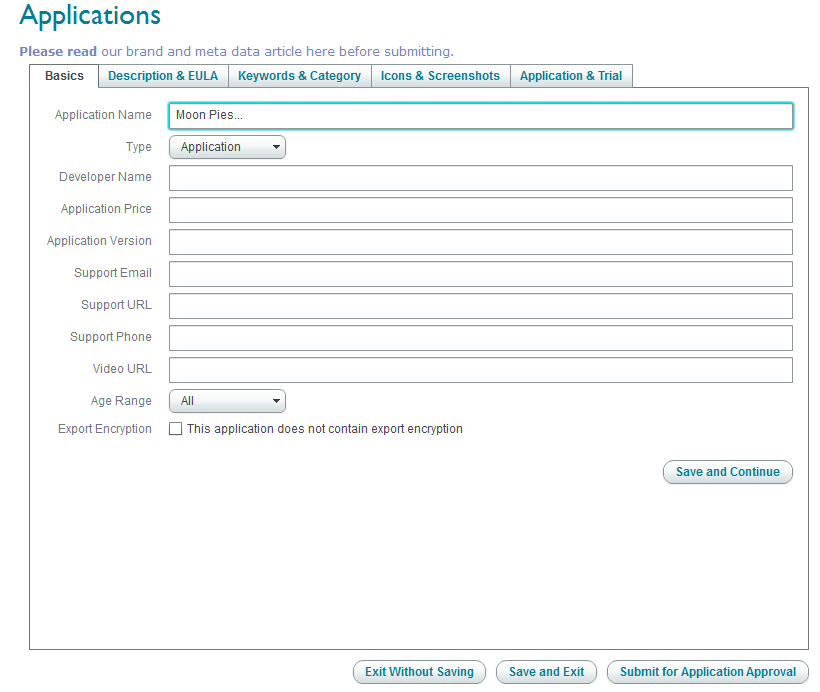 Applications
Please read our brand and meta data article here before submitting.
Basics Description & EULA Keywords & Category Icons & Screenshots Application & Trial
Application Name Moon Pies...
Type Application
Developer Name
Application Price
Application Version
Support Email
Support URL
Support Phone
Video URL
Age Range All
Export Encryption This application does not contain export encryption
Save and Continue
Exit Without Saving Save and Exit Submit for Application Approval